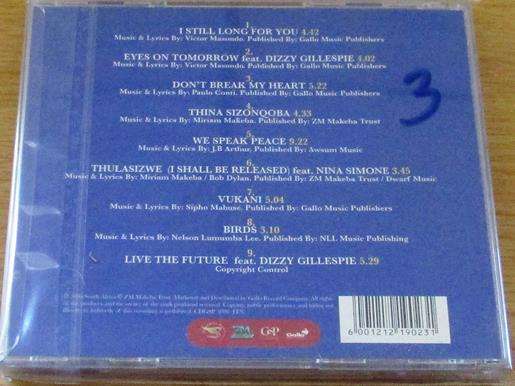 1.
I STILL LONG FOR YOU 4.42
Music & Lyrics By: Victor Masondo. Published By: Gallo Music Publishers
2.
EYES ON TOMORROW feat. DIZZY GILLESPIE 4.02
Music & Lyrics By: Victor Masondo. Published By: Gallo Music Publishers
3.
DON'T BREAK MY HEART 5.22
Music & Lyrics By: Paulo Conti. Published By: Gallo Music Publishers
4.
THINA SIZONQOBA 4.33
Music & Lyrics By: Miriam Makeba. Published By: ZM Makeba Trust
5.
WE SPEAK PEACE 9.22
Music & Lyrics By: J.B Arthur. Published By: Awsum Music
6.
THULASIZWE (I SHALL BE RELEASED) feat. NINA SIMONE 3.45
Music & Lyrics By: Miriam Makeba / Bob Dylan. Published By: ZM Makeba Trust / Dwarf Music
7.
VUKANI 5.04
Music & Lyrics By: Sipho Mabuse. Published By: Gallo Music Publishers
8.
BIRDS 3.10
Music & Lyrics By: Nelson Lumumba Lee. Published By: NLL Music Publishing
9.
LIVE THE FUTURE feat. DIZZY GILLESPIE 5.29
Copyright Control
3
ZM
GSP
Gallo
6 001212 190231